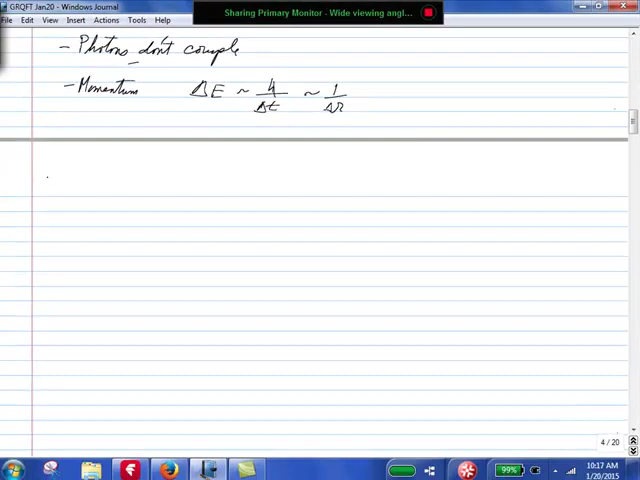 GRQFT Jan20 - Windows Journal
Sharing Primary Monitor - Wide viewing angl...
File Edit View Insert Actions Tools Help
- Photons don't couple
- Momentum ΔE ~ ħ/Δt ~ 1/Δr
4 / 20
99%
10:17 AM
1/20/2015